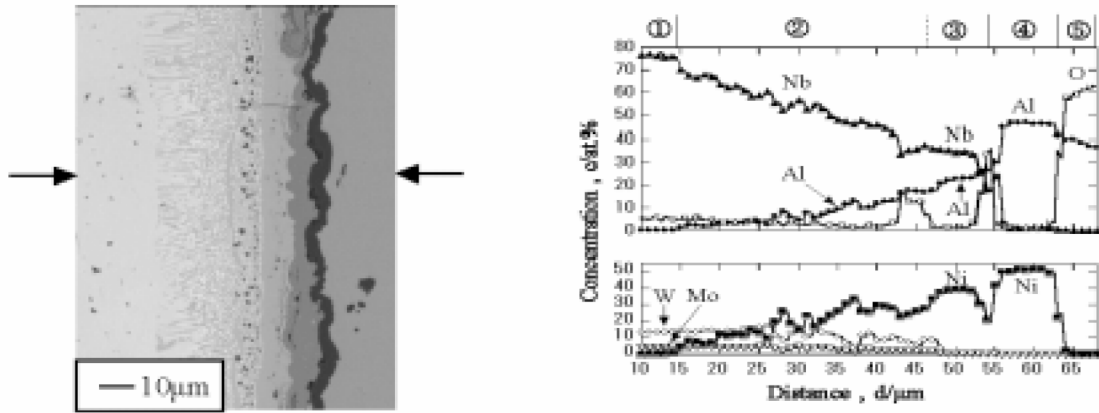 10μm
① ② ③ ④ ⑤
80
70
60
50
40
30
20
10
0
Concentration , c/at.%
Nb
Nb
Al
Al
Al
O
50
40
30
20
10
0
W
Mo
Ni
Ni
10 15 20 25 30 35 40 45 50 55 60 65
Distance , d/μm